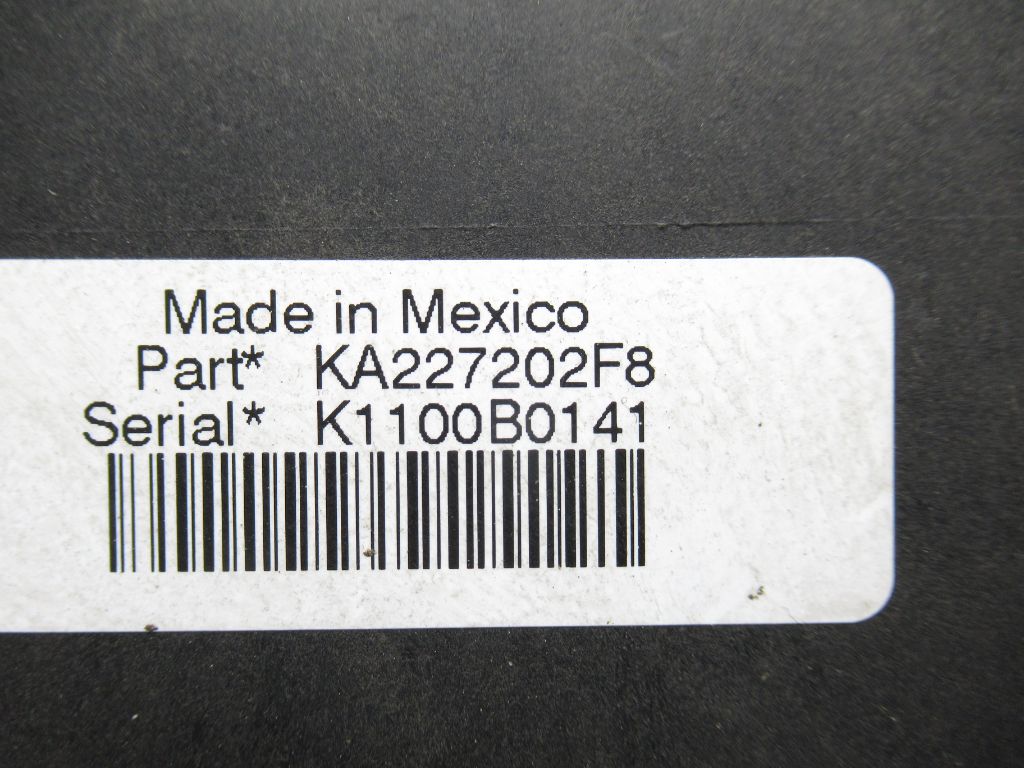 Made in Mexico
Part* KA227202F8
Serial* K1100B0141